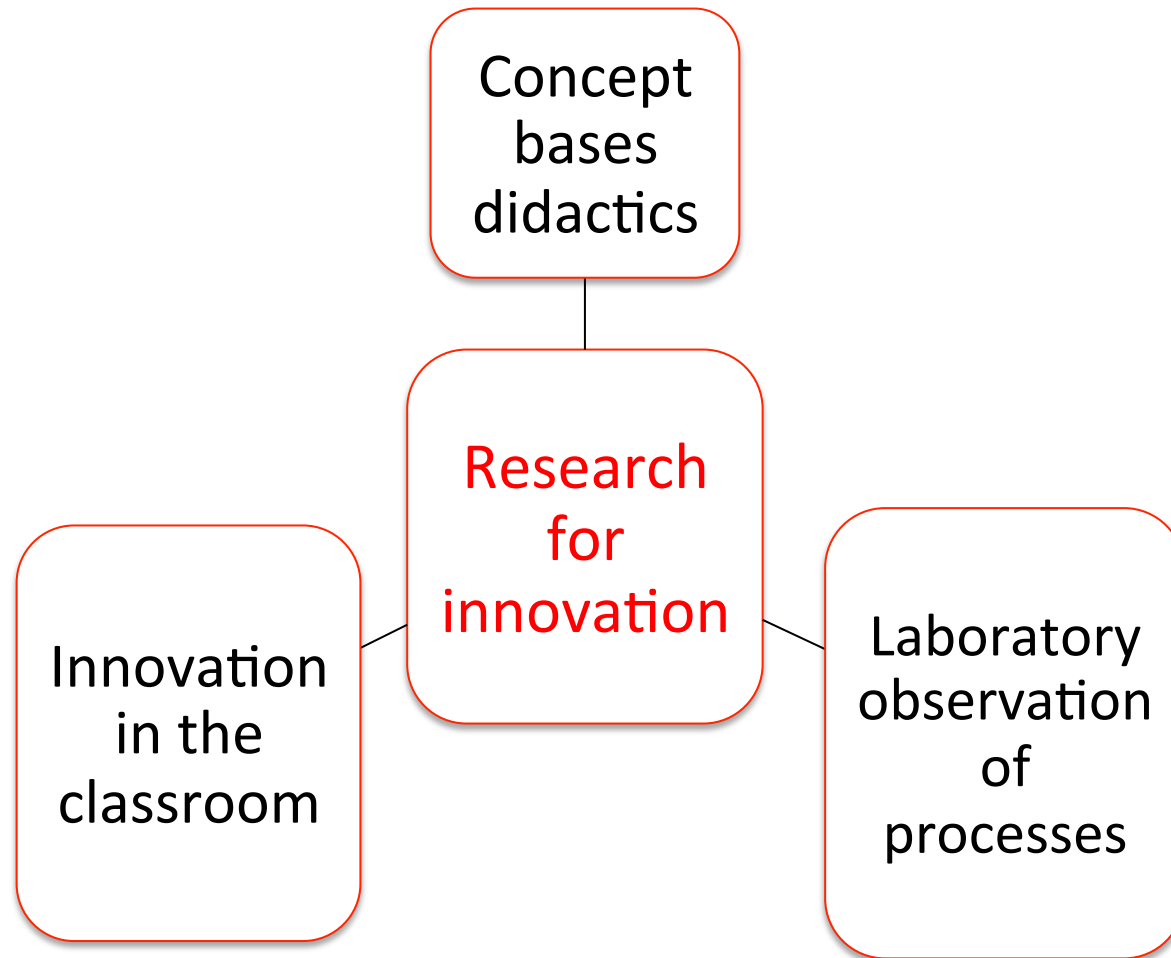 Concept
bases
didactics
Research
for
innovation
Innovation
in the
classroom
Laboratory
observation
of
processes